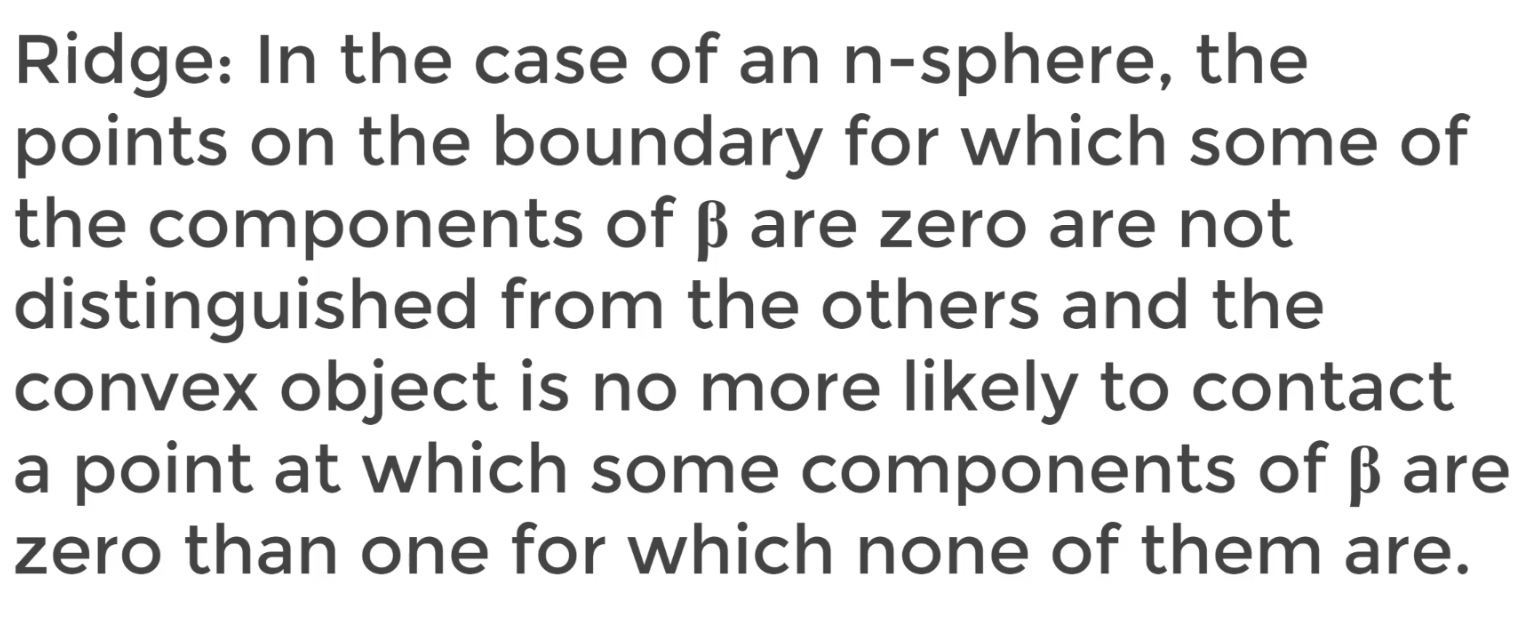 Ridge: In the case of an n-sphere, the
points on the boundary for which some of
the components of β are zero are not
distinguished from the others and the
convex object is no more likely to contact
a point at which some components of β are
zero than one for which none of them are.